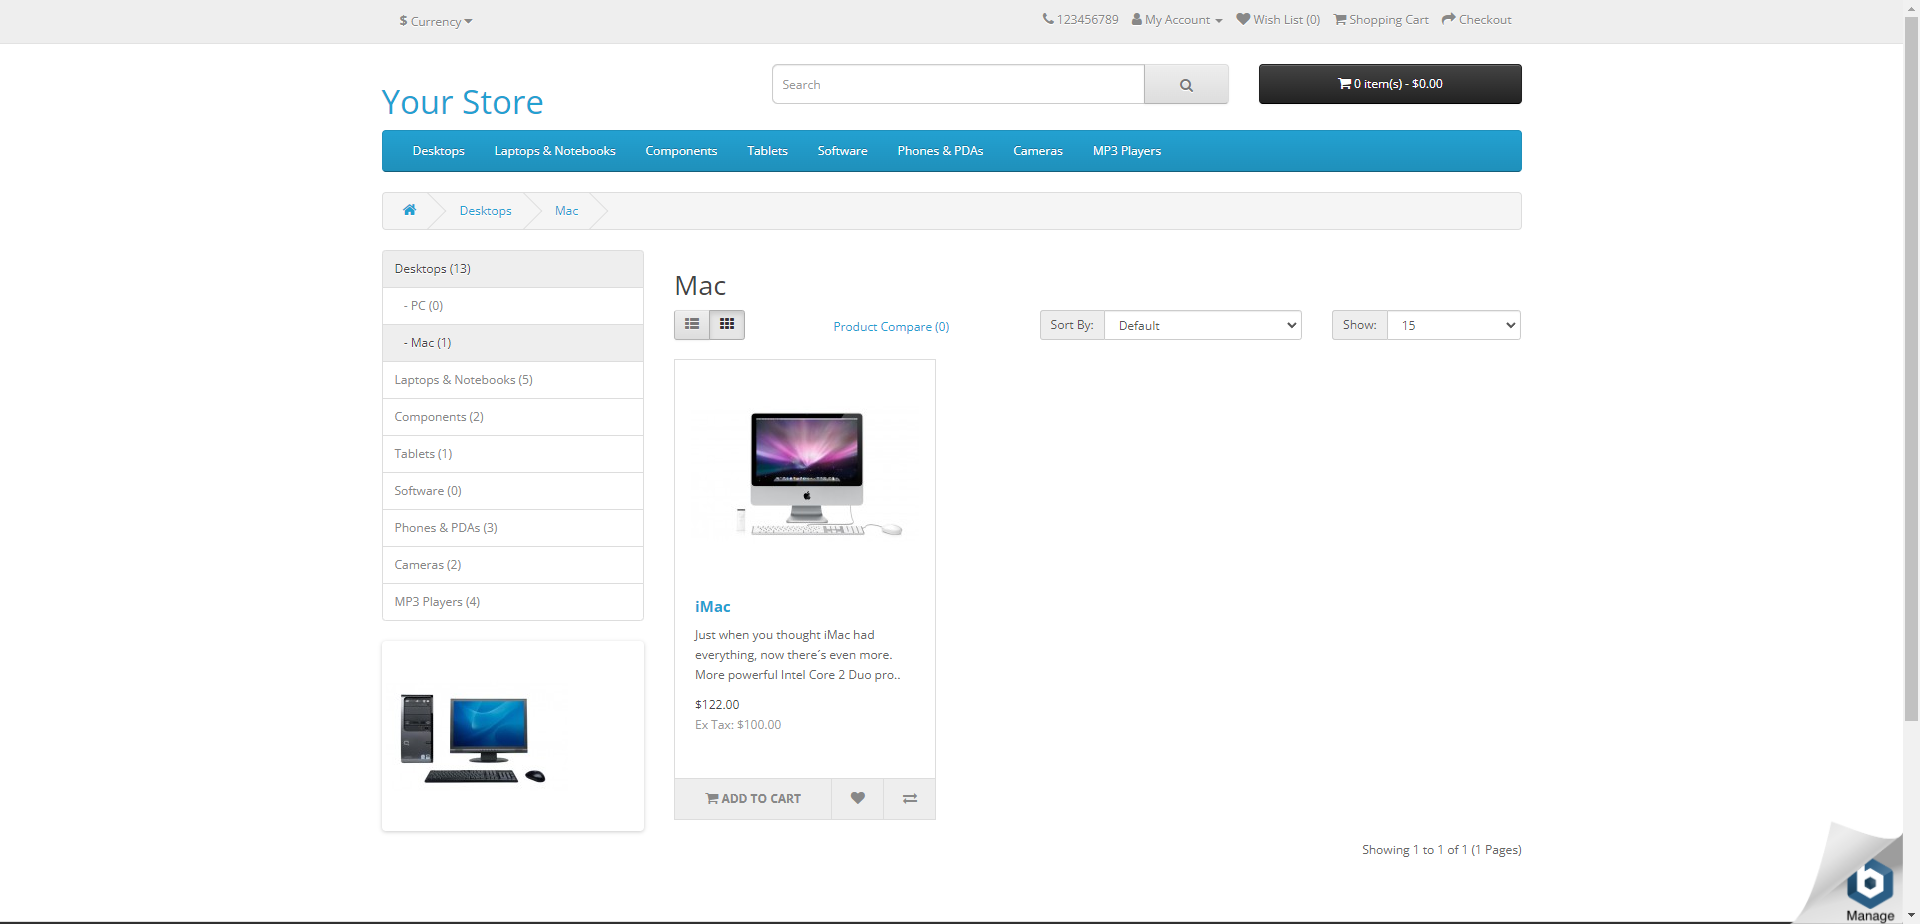 $ Currency
123456789 My Account Wish List (0) Shopping Cart Checkout
Your Store
Search
0 item(s) - $0.00
Desktops Laptops & Notebooks Components Tablets Software Phones & PDAs Cameras MP3 Players
Desktops Mac
Desktops (13)
- PC (0)
- Mac (1)
Laptops & Notebooks (5)
Components (2)
Tablets (1)
Software (0)
Phones & PDAs (3)
Cameras (2)
MP3 Players (4)
Mac
Product Compare (0)
Sort By: Default
Show: 15
iMac
Just when you thought iMac had
everything, now there´s even more.
More powerful Intel Core 2 Duo pro..
$122.00
Ex Tax: $100.00
ADD TO CART
Showing 1 to 1 of 1 (1 Pages)
b
Manage